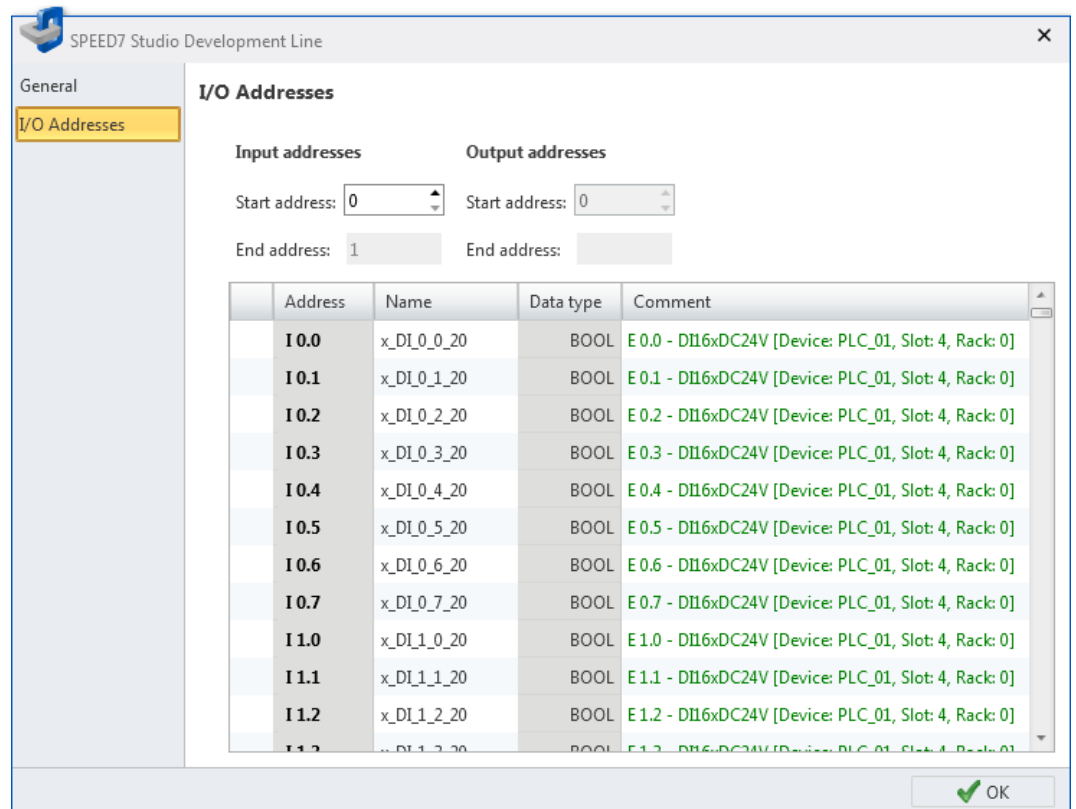 SPEED7 Studio Development Line
General
I/O Addresses
I/O Addresses
Input addresses Output addresses
Start address: 0 Start address: 0
End address: 1 End address:
Address Name Data type Comment
I 0.0 x_DI_0_0_20 BOOL E 0.0 - DI16xDC24V [Device: PLC_01, Slot: 4, Rack: 0]
I 0.1 x_DI_0_1_20 BOOL E 0.1 - DI16xDC24V [Device: PLC_01, Slot: 4, Rack: 0]
I 0.2 x_DI_0_2_20 BOOL E 0.2 - DI16xDC24V [Device: PLC_01, Slot: 4, Rack: 0]
I 0.3 x_DI_0_3_20 BOOL E 0.3 - DI16xDC24V [Device: PLC_01, Slot: 4, Rack: 0]
I 0.4 x_DI_0_4_20 BOOL E 0.4 - DI16xDC24V [Device: PLC_01, Slot: 4, Rack: 0]
I 0.5 x_DI_0_5_20 BOOL E 0.5 - DI16xDC24V [Device: PLC_01, Slot: 4, Rack: 0]
I 0.6 x_DI_0_6_20 BOOL E 0.6 - DI16xDC24V [Device: PLC_01, Slot: 4, Rack: 0]
I 0.7 x_DI_0_7_20 BOOL E 0.7 - DI16xDC24V [Device: PLC_01, Slot: 4, Rack: 0]
I 1.0 x_DI_1_0_20 BOOL E 1.0 - DI16xDC24V [Device: PLC_01, Slot: 4, Rack: 0]
I 1.1 x_DI_1_1_20 BOOL E 1.1 - DI16xDC24V [Device: PLC_01, Slot: 4, Rack: 0]
I 1.2 x_DI_1_2_20 BOOL E 1.2 - DI16xDC24V [Device: PLC_01, Slot: 4, Rack: 0]
OK